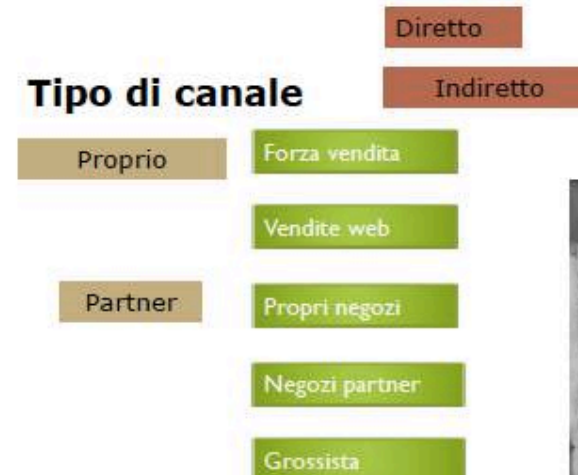 Diretto
Tipo di canale
Indiretto
Proprio
Forza vendita
Vendite web
Partner
Propri negozi
Negozi partner
Grossista